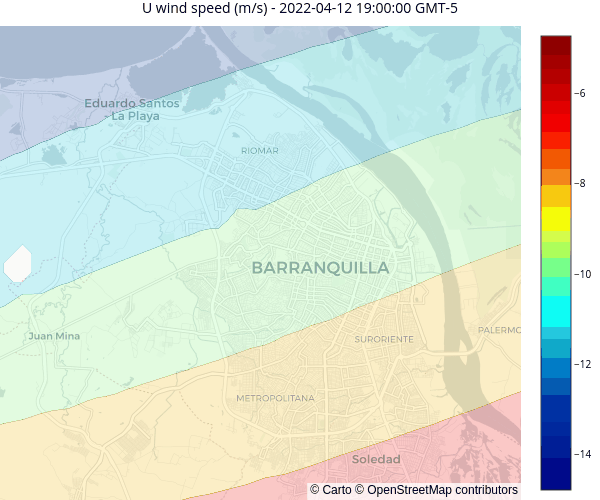 U wind speed (m/s) - 2022-04-12 19:00:00 GMT-5
Eduardo Santos
La Playa
RIOMAR
BARRANQUILLA
Juan Mina
SURORIENTE
PALERMO
METROPOLITANA
Soledad
© Carto © OpenStreetMap contributors
−6
−8
−10
−12
−14